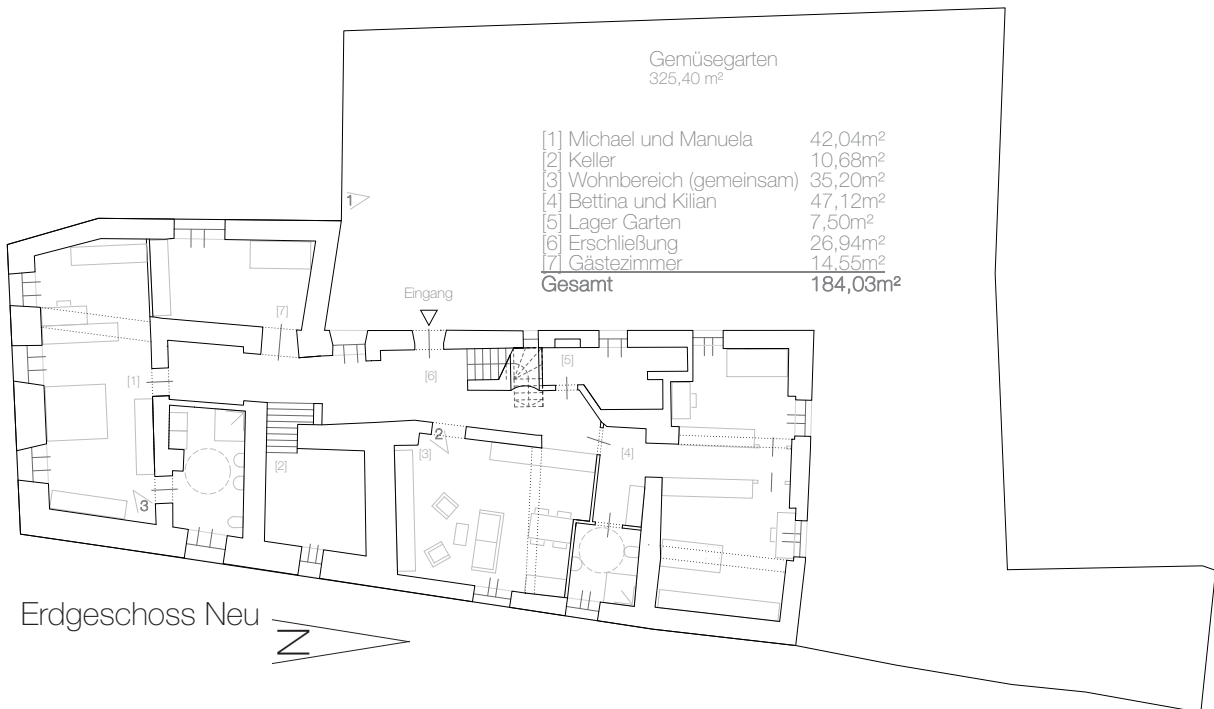 Gemüsegarten
325,40 m²
[1] Michael und Manuela 42,04m²
[2] Keller 10,68m²
[3] Wohnbereich (gemeinsam) 35,20m²
[4] Bettina und Kilian 47,12m²
[5] Lager Garten 7,50m²
[6] Erschließung 26,94m²
[7] Gästezimmer 14,55m²
Gesamt 184,03m²
1
Eingang
[7]
[5]
[6]
[1]
2
[3]
[4]
[2]
3
Erdgeschoss Neu
N